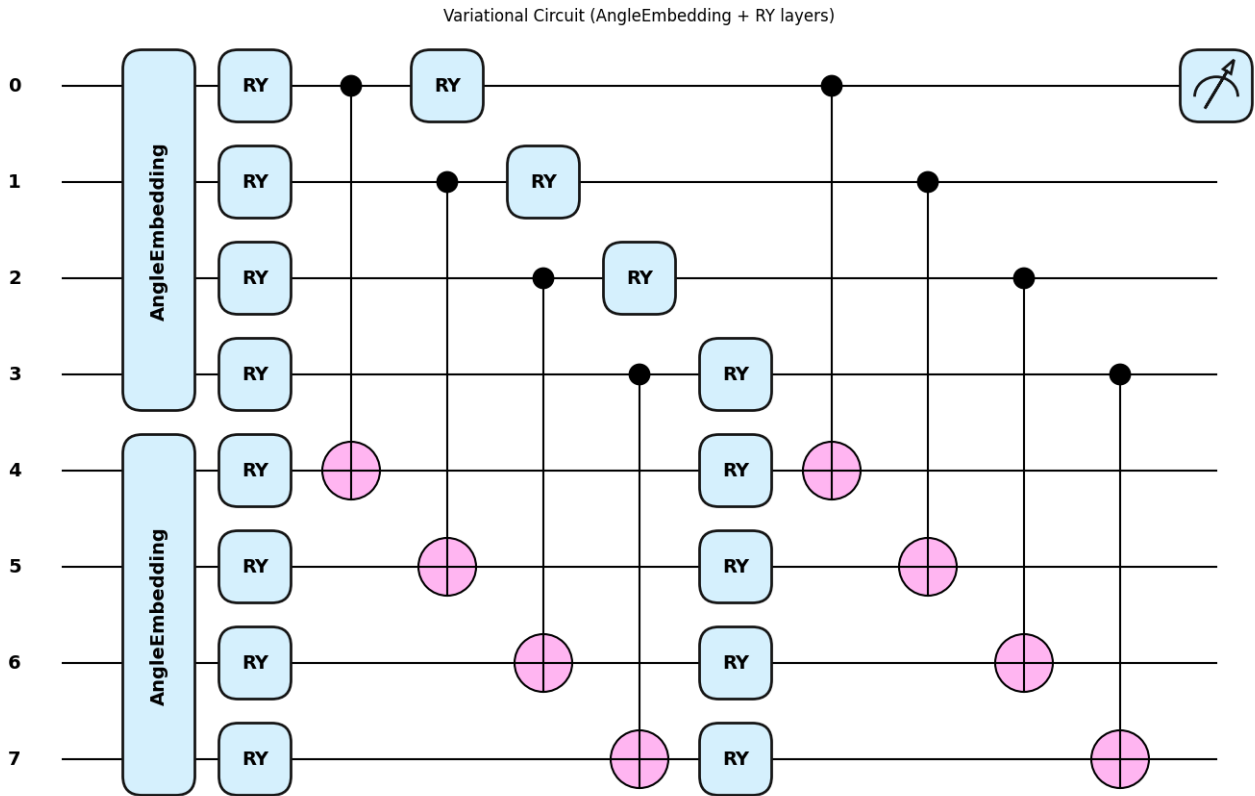 Variational Circuit (AngleEmbedding + RY layers)
0 RY RY
1 RY RY
2 RY RY
3 RY RY
AngleEmbedding
4 RY RY
5 RY RY
6 RY RY
7 RY RY
AngleEmbedding